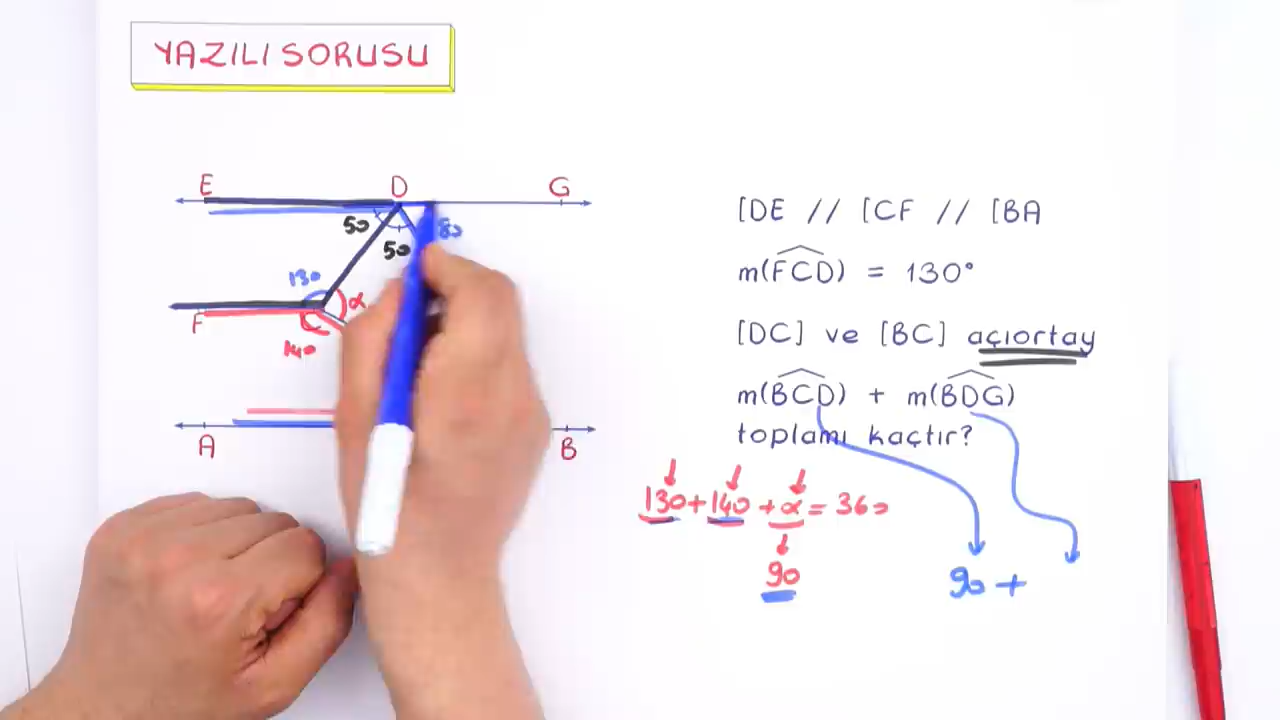 YAZILI SORUSU
E D G
50 80
50
130
α
F C
140
A B
[DE // [CF // [BA
m(FCD) = 130°
[DC] ve [BC] açıortay
m(BCD) + m(BDG)
toplamı kaçtır?
130+140+α=360
90
90+